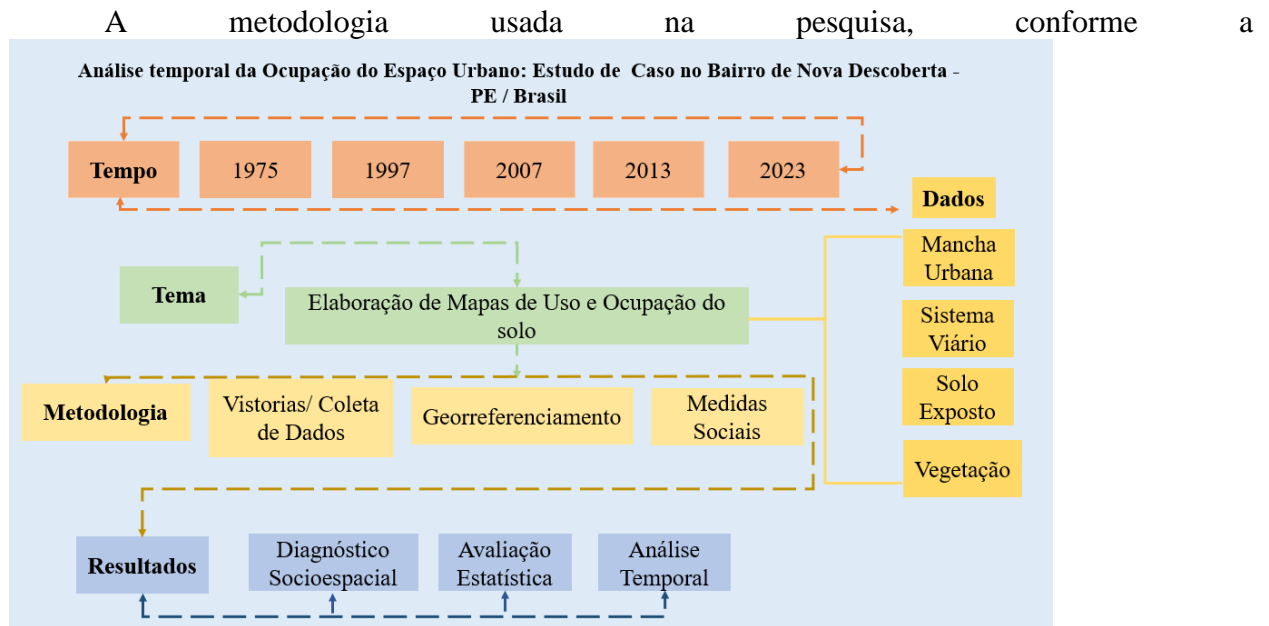 A metodologia usada na pesquisa, conforme a
Análise temporal da Ocupação do Espaço Urbano: Estudo de Caso no Bairro de Nova Descoberta -
PE / Brasil
Tempo
1975
1997
2007
2013
2023
Dados
Mancha
Urbana
Sistema
Viário
Solo
Exposto
Vegetação
Tema
Elaboração de Mapas de Uso e Ocupação do
solo
Metodologia
Vistorias/ Coleta
de Dados
Georreferenciamento
Medidas
Sociais
Resultados
Diagnóstico
Socioespacial
Avaliação
Estatística
Análise
Temporal